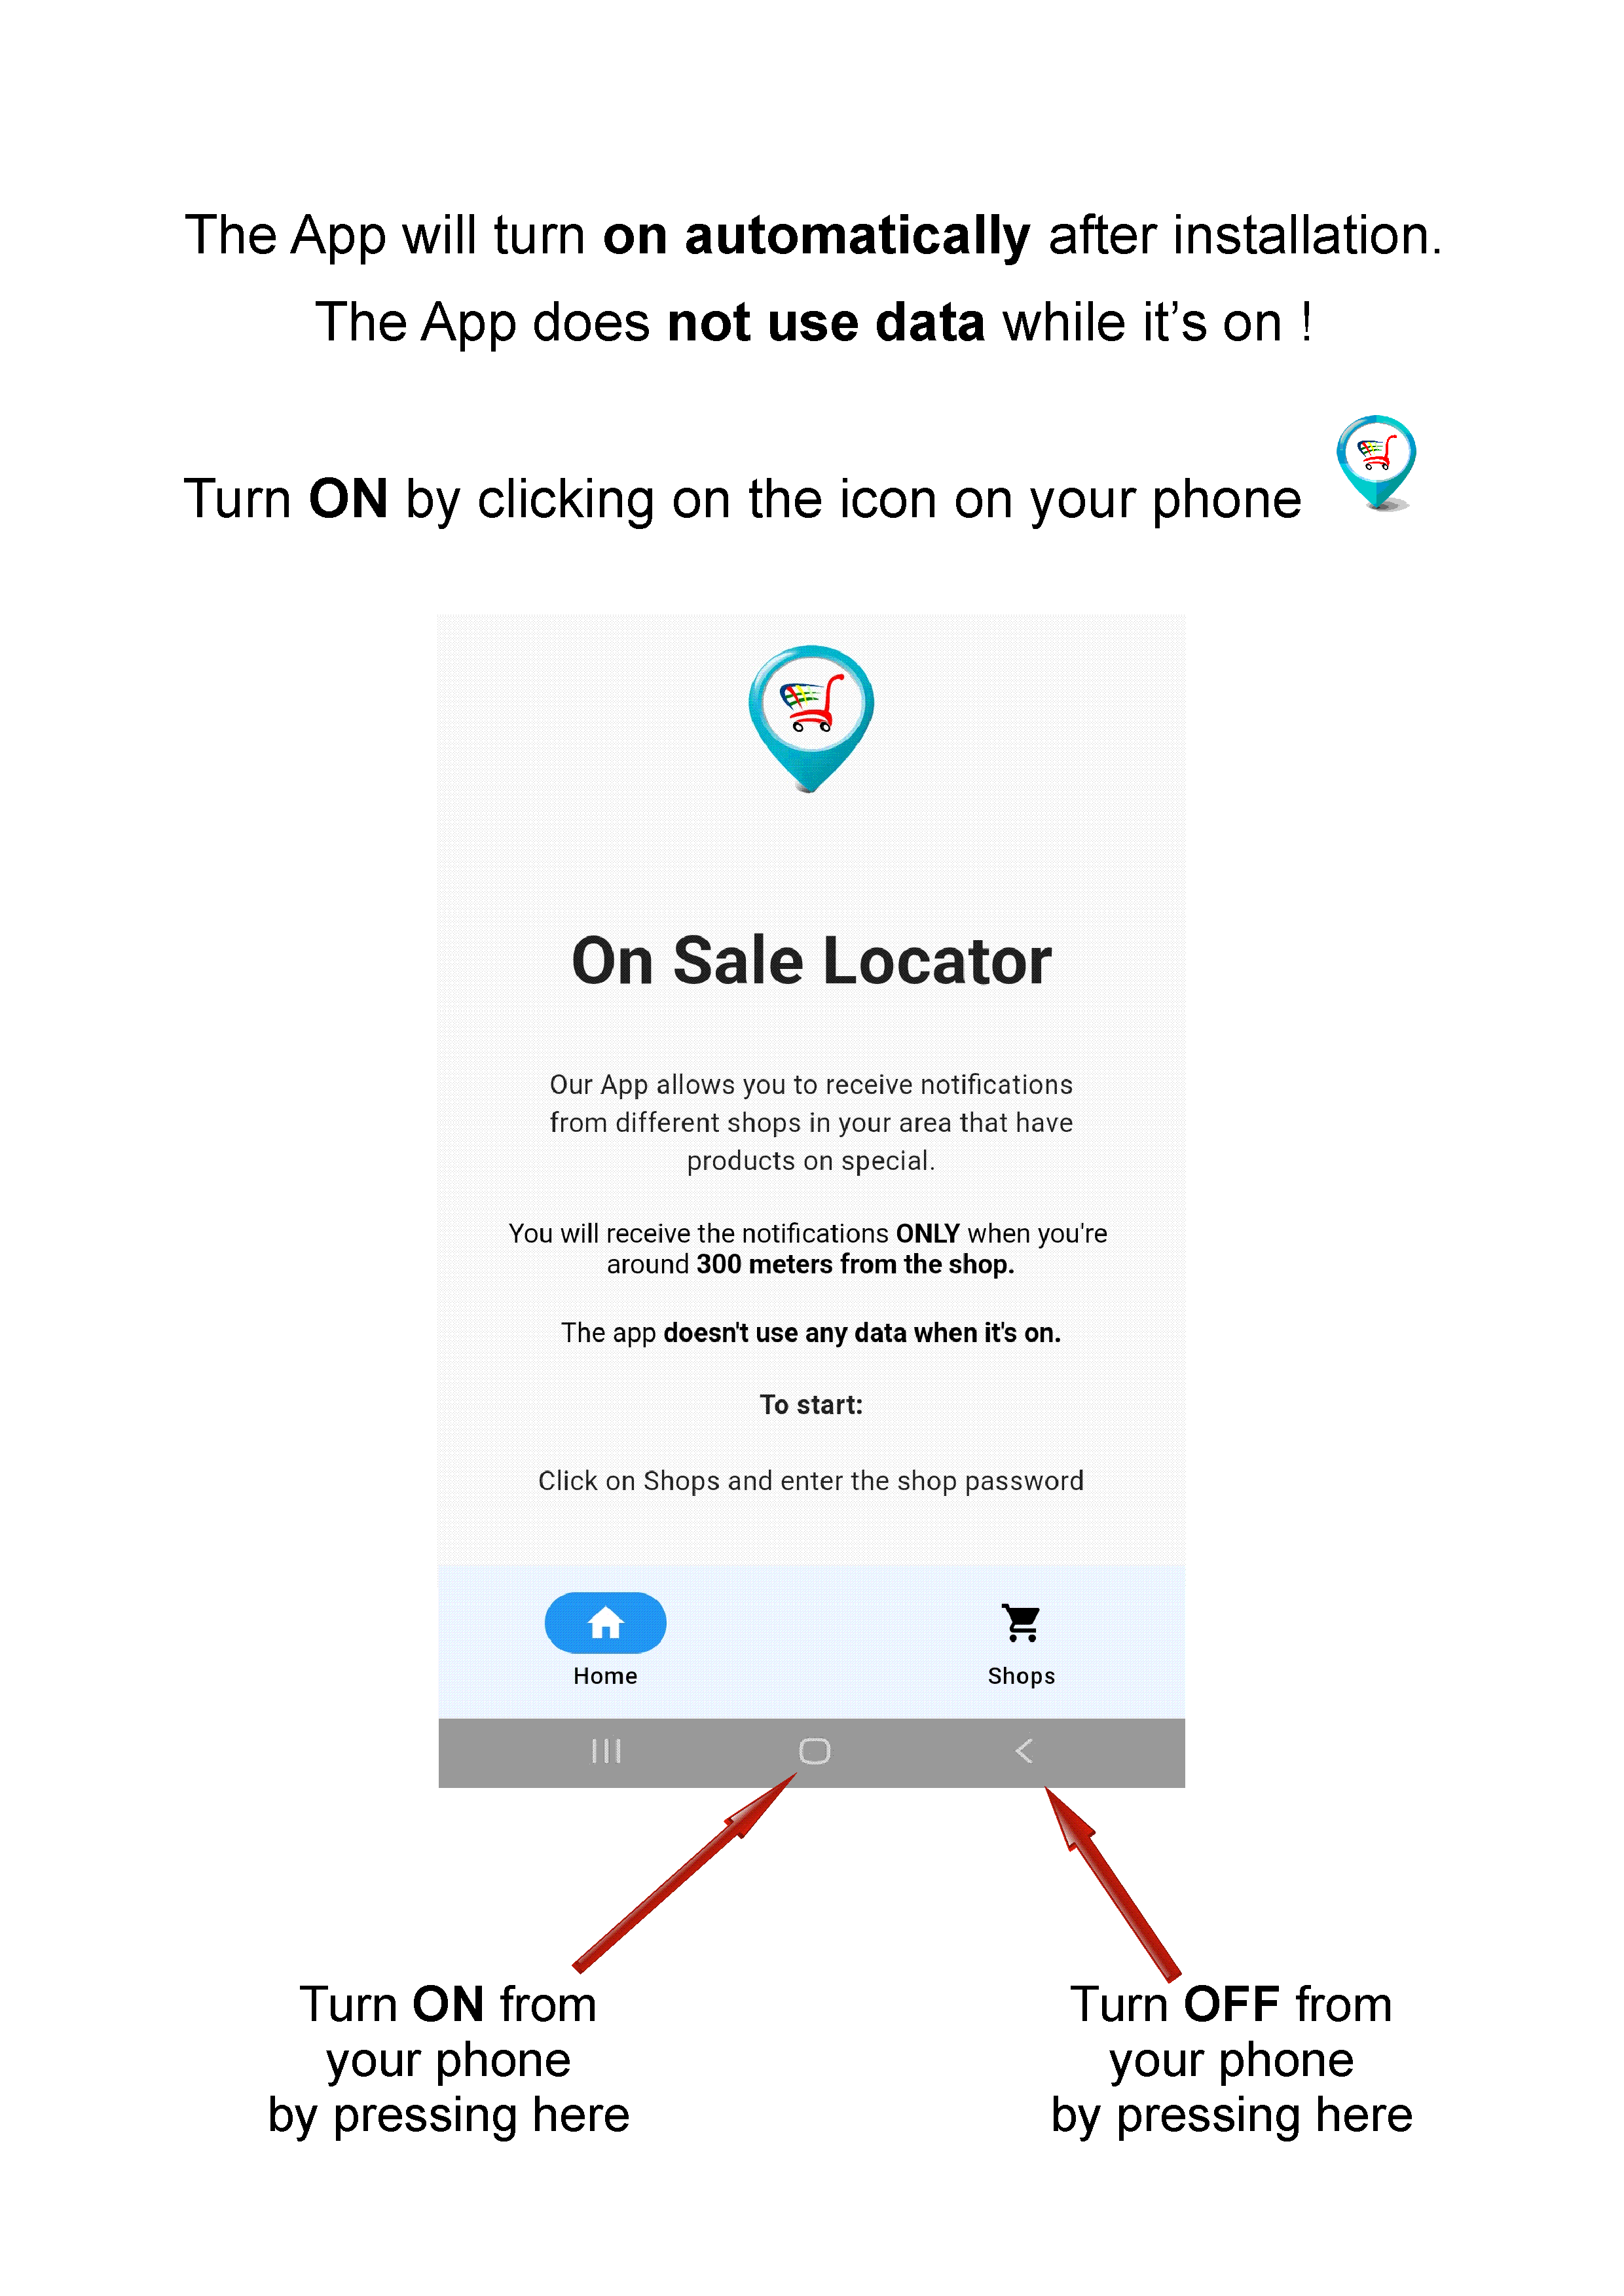 The App will turn on automatically after installation.
The App does not use data while it’s on !
Turn ON by clicking on the icon on your phone
On Sale Locator
Our App allows you to receive notifications
from different shops in your area that have
products on special.
You will receive the notifications ONLY when you're
around 300 meters from the shop.
The app doesn't use any data when it's on.
To start:
Click on Shops and enter the shop password
Home
Shops
Turn ON from
your phone
by pressing here
Turn OFF from
your phone
by pressing here